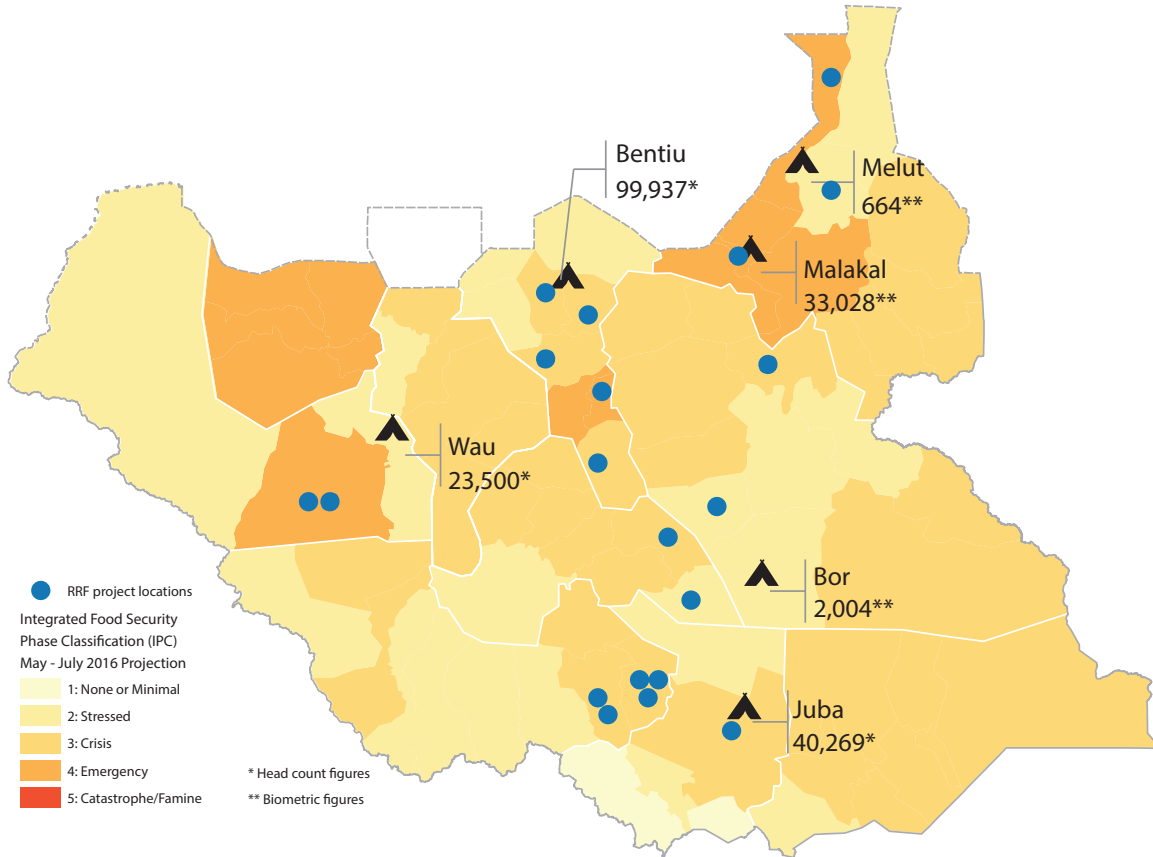 Bentiu
99,937*
Melut
664**
Malakal
33,028**
Wau
23,500*
Bor
2,004**
Juba
40,269*
RRF project locations
Integrated Food Security
Phase Classification (IPC)
May - July 2016 Projection
1: None or Minimal
2: Stressed
3: Crisis
4: Emergency
5: Catastrophe/Famine
* Head count figures
** Biometric figures